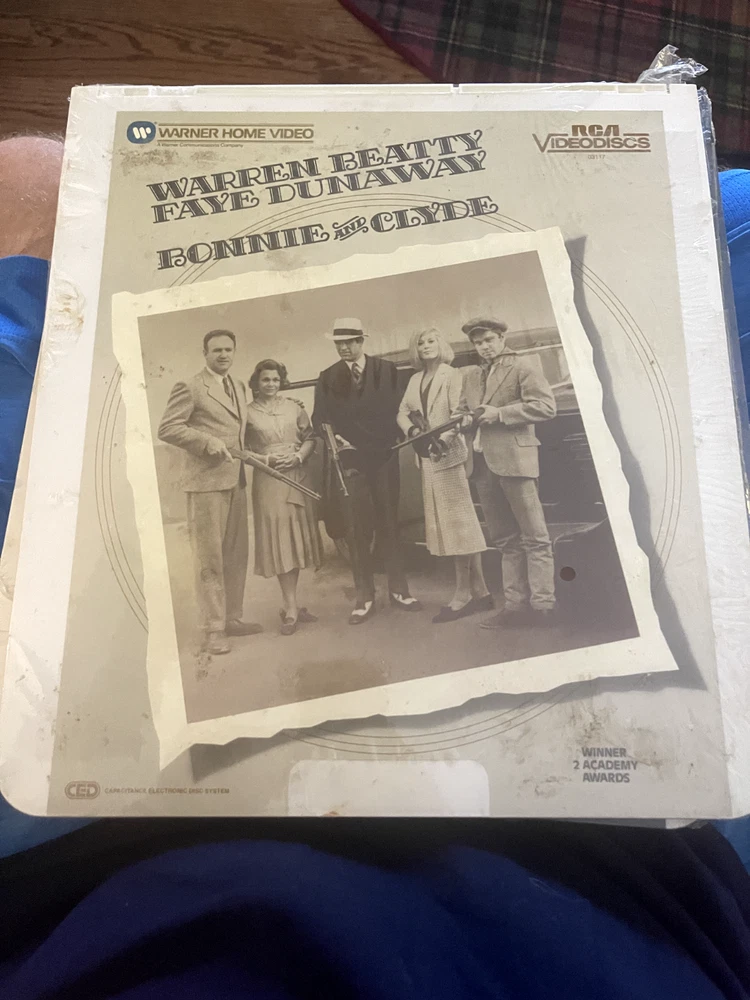 WARNER HOME VIDEO
A Warner Communications Company
RCA
VIDEODISCS
03117
WARREN BEATTY
FAYE DUNAWAY
BONNIE AND CLYDE
WINNER
2 ACADEMY
AWARDS
CED CAPACITANCE ELECTRONIC DISC SYSTEM